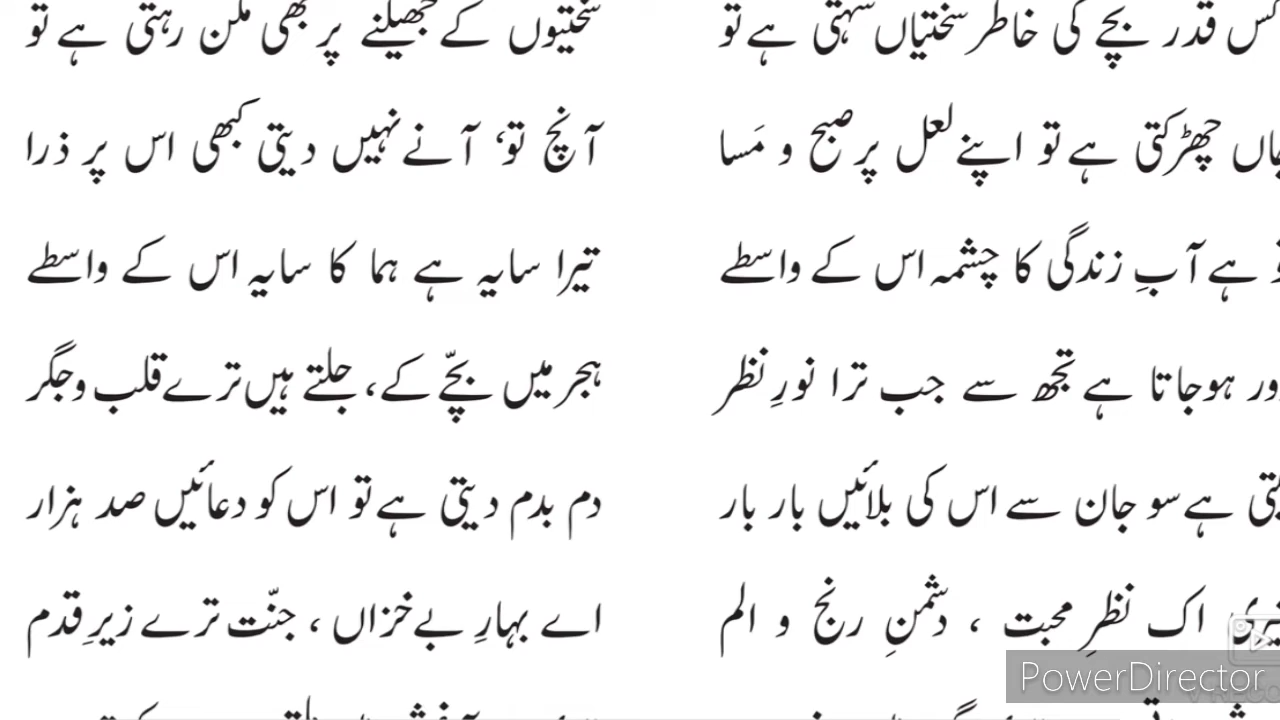 کس قدر بچے کی خاطر سختیاں سہتی ہے تو سختیوں کے جھیلنے پر بھی مگن رہتی ہے تو
چھڑکتی ہے تو اپنے لعل پر صبح و مَسا آنچ تو، آنے نہیں دیتی کبھی اس پر ذرا
ہے آبِ زندگی کا چشمہ اس کے واسطے تیرا سایہ ہے ہما کا سایہ اس کے واسطے
ہوجاتا ہے تجھ سے جب ترا نورِ نظر ہجر میں بچّے کے، جلتے ہیں ترے قلب و جگر
ہے سو جان سے اس کی بلائیں بار بار دم بدم دیتی ہے تو اس کو دعائیں صد ہزار
اک نظرِ محبت ، دشمنِ رنج و الم اے بہارِ بے خزاں ، جنّت ترے زیرِ قدم
PowerDirector